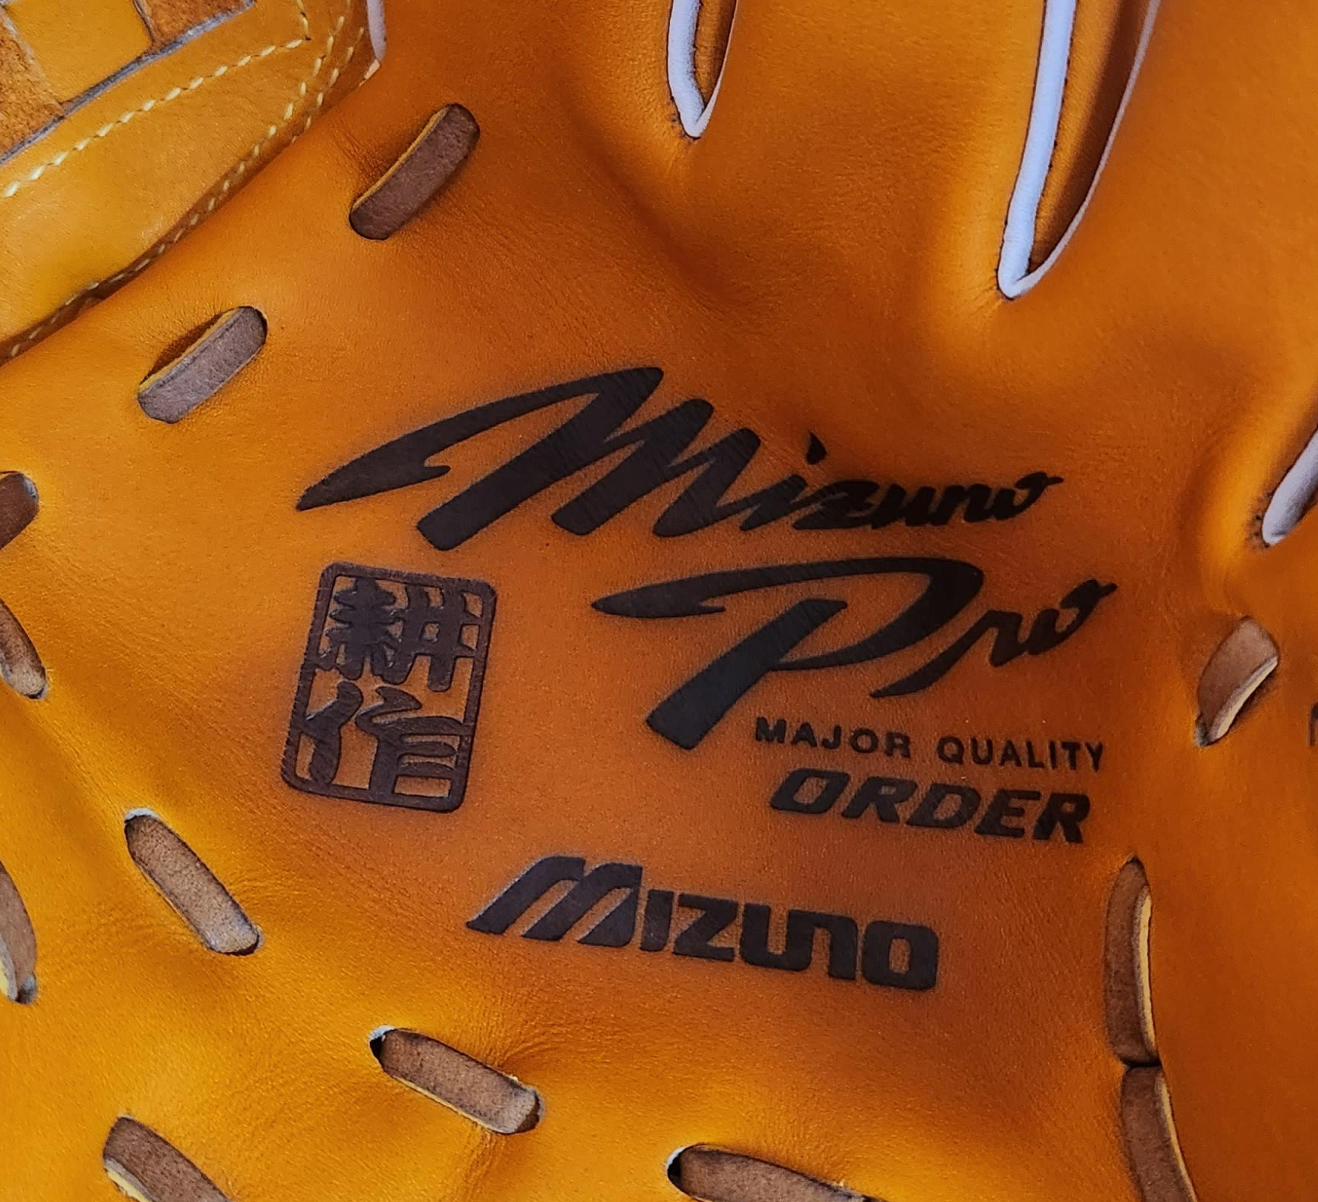 Mizuno
Pro
耕作
MAJOR QUALITY
ORDER
MIZUNO